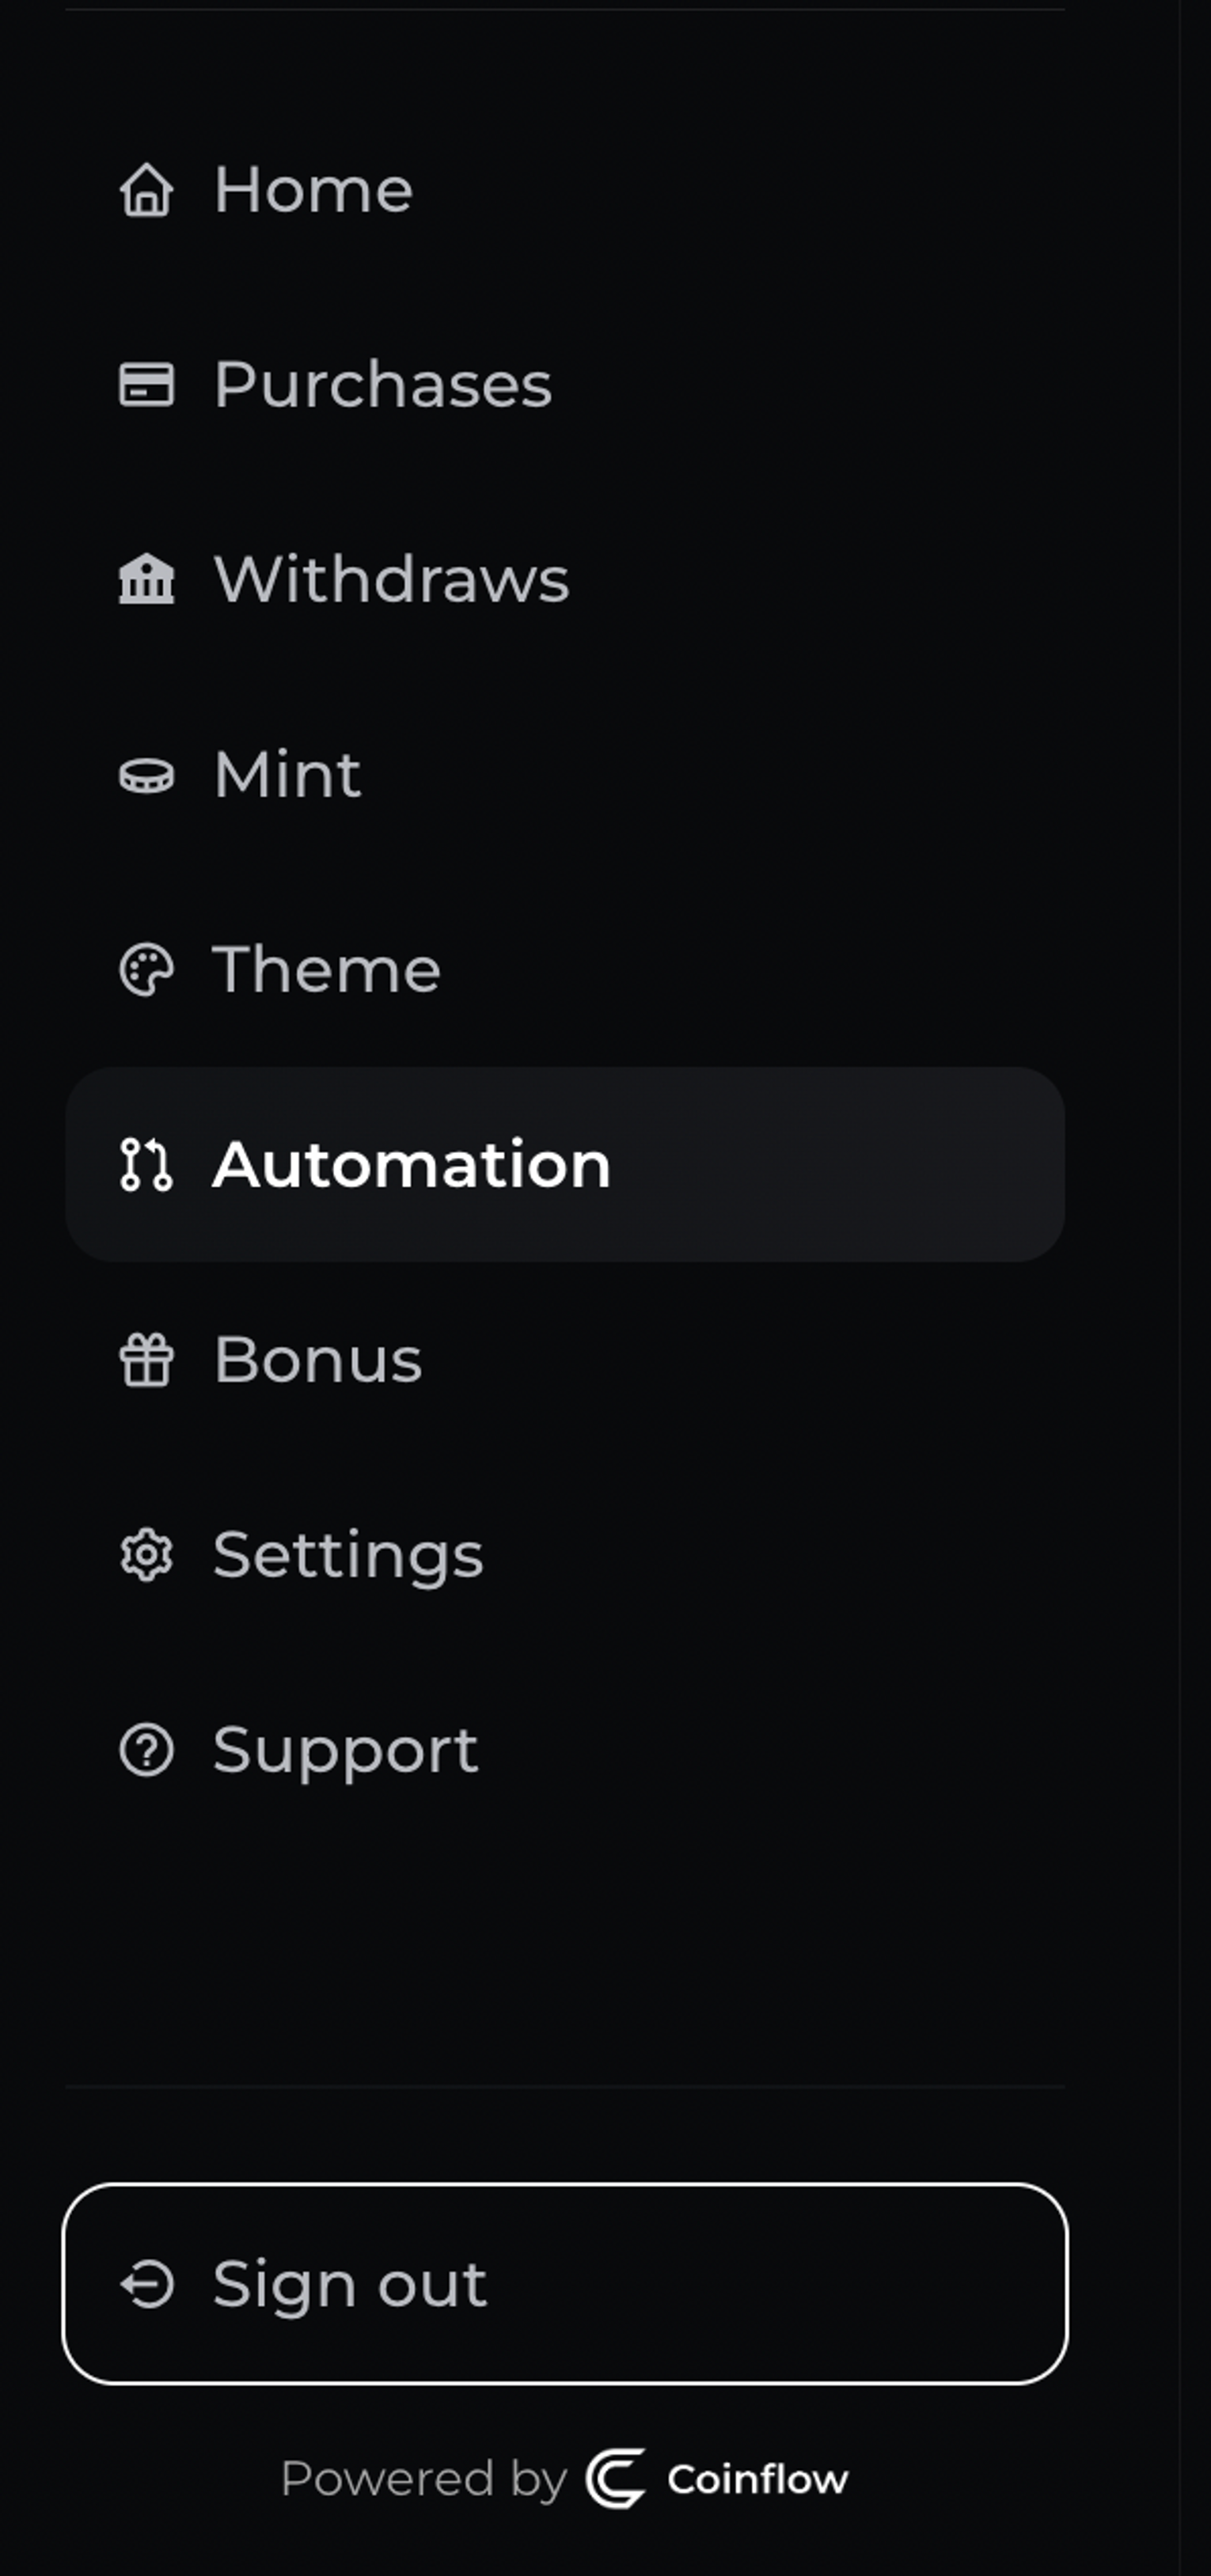 Home
Purchases
Withdraws
Mint
Theme
Automation
Bonus
Settings
Support
Sign out
Powered by Coinflow